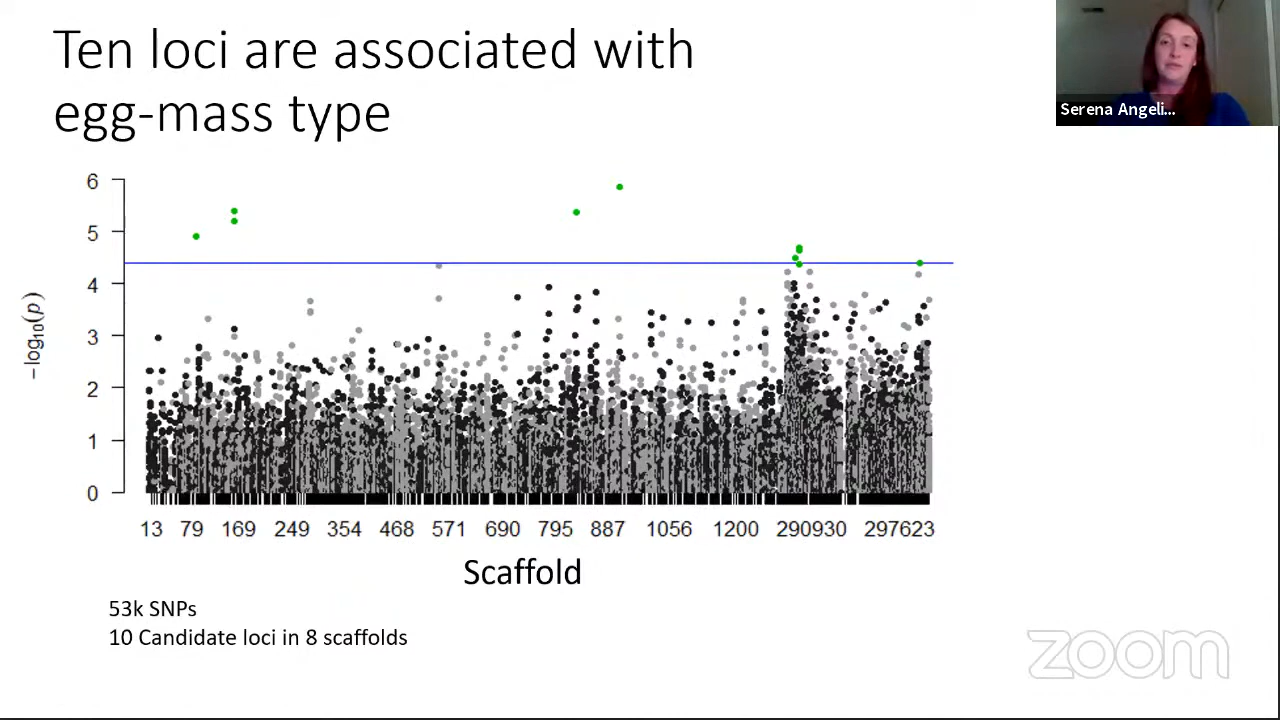 Ten loci are associated with
egg-mass type
Serena Angeli...
6
5
4
3
2
1
0
−log10(p)
13 79 169 249 354 468 571 690 795 887 1056 1200 290930 297623
Scaffold
53k SNPs
10 Candidate loci in 8 scaffolds
zoom